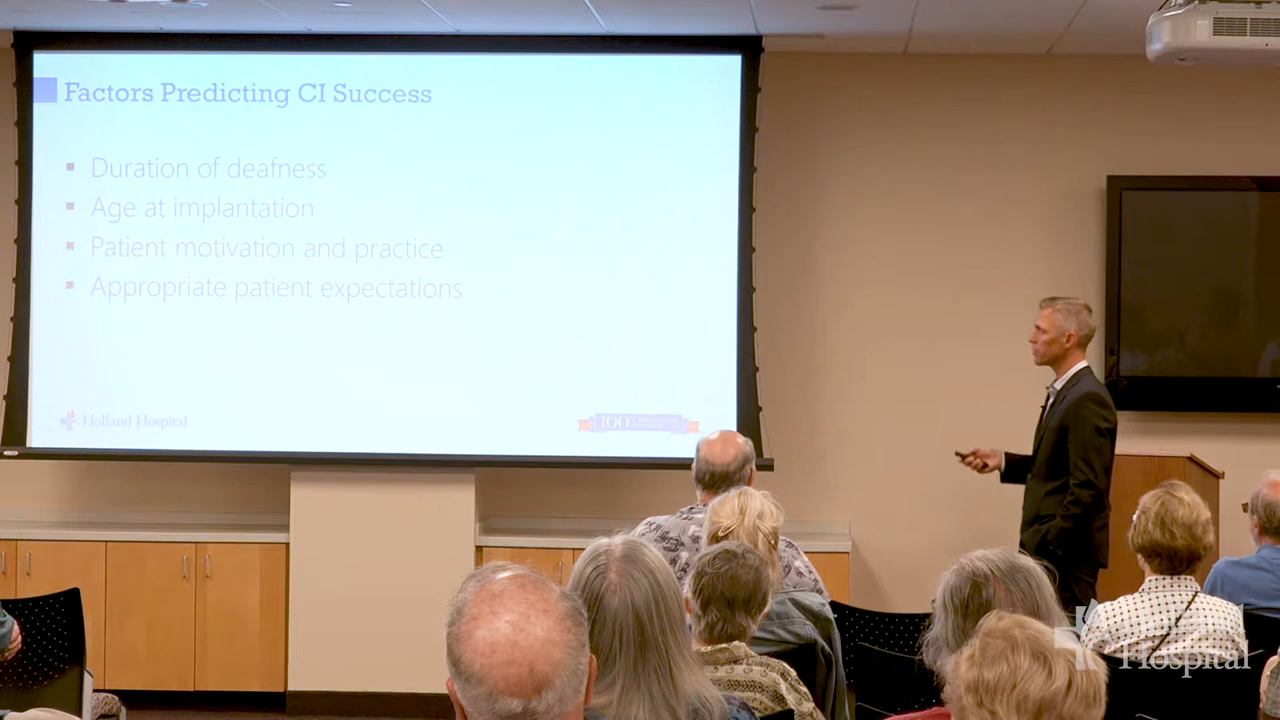 Factors Predicting CI Success
Duration of deafness
Age at implantation
Patient motivation and practice
Appropriate patient expectations
Holland Hospital
100
Hospital